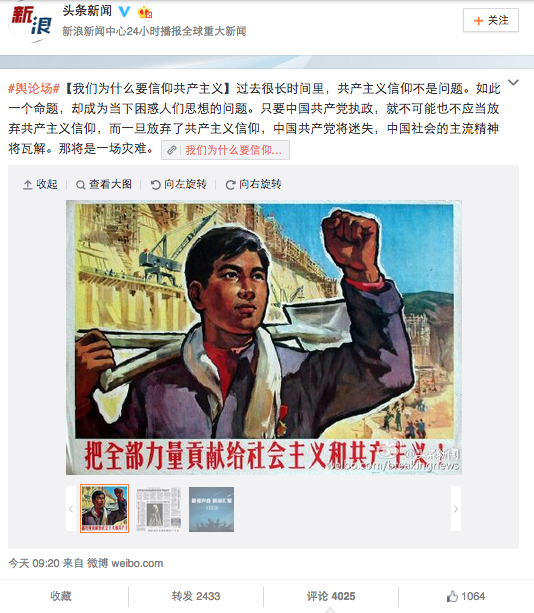 新浪
头条新闻
新浪新闻中心24小时播报全球重大新闻
+ 关注
#舆论场#【我们为什么要信仰共产主义】过去很长时间里，共产主义信仰不是问题。如此
一个命题，却成为当下困惑人们思想的问题。只要中国共产党执政，就不可能也不应当放
弃共产主义信仰，而一旦放弃了共产主义信仰，中国共产党将迷失，中国社会的主流精神
将瓦解。那将是一场灾难。 我们为什么要信仰...
收起 查看大图 向左旋转 向右旋转
把全部力量贡献给社会主义和共产主义！
@头条新闻
weibo.com/breakingnews
今天 09:20 来自 微博 weibo.com
收藏 转发 2433 评论 4025 1064